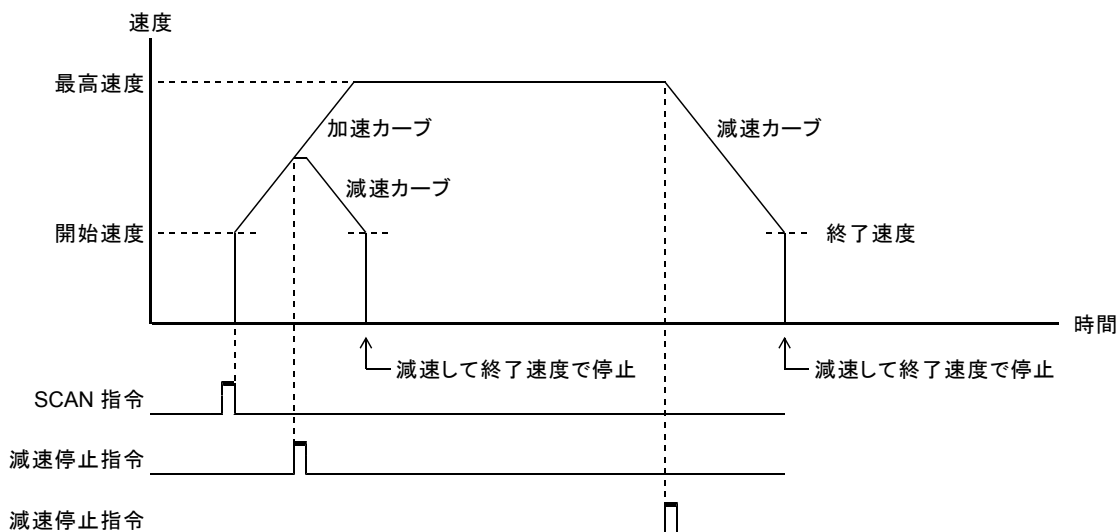 速度
最高速度
加速カーブ
減速カーブ
減速カーブ
開始速度
終了速度
時間
減速して終了速度で停止
減速して終了速度で停止
SCAN 指令
減速停止指令
減速停止指令